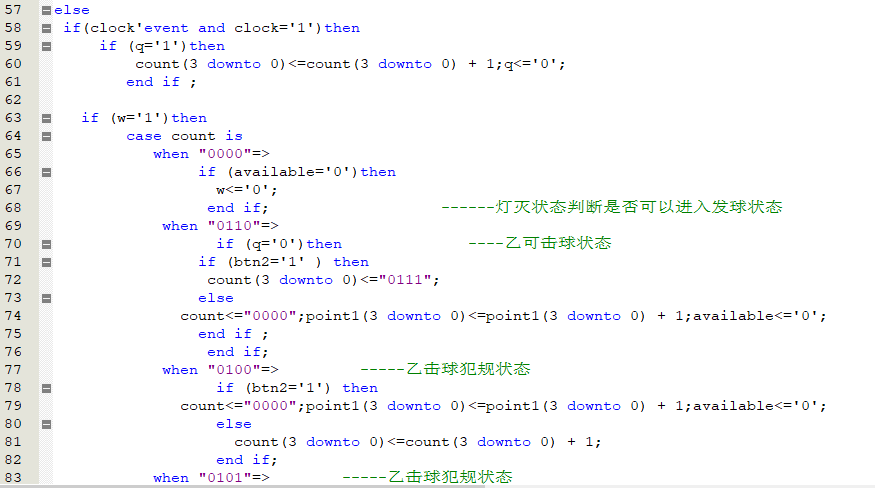 57 else
58 if(clock'event and clock='1')then
59 if (q='1')then
60 count(3 downto 0)<=count(3 downto 0) + 1;q<='0';
61 end if ;
62
63 if (w='1')then
64 case count is
65 when "0000"=>
66 if (available='0')then
67 w<='0';
68 end if; ------灯灭状态判断是否可以进入发球状态
69 when "0110"=>
70 if (q='0')then ----乙可击球状态
71 if (btn2='1' ) then
72 count(3 downto 0)<="0111";
73 else
74 count<="0000";point1(3 downto 0)<=point1(3 downto 0) + 1;available<='0';
75 end if ;
76 end if;
77 when "0100"=> -----乙击球犯规状态
78 if (btn2='1') then
79 count<="0000";point1(3 downto 0)<=point1(3 downto 0) + 1;available<='0';
80 else
81 count(3 downto 0)<=count(3 downto 0) + 1;
82 end if;
83 when "0101"=> -----乙击球犯规状态